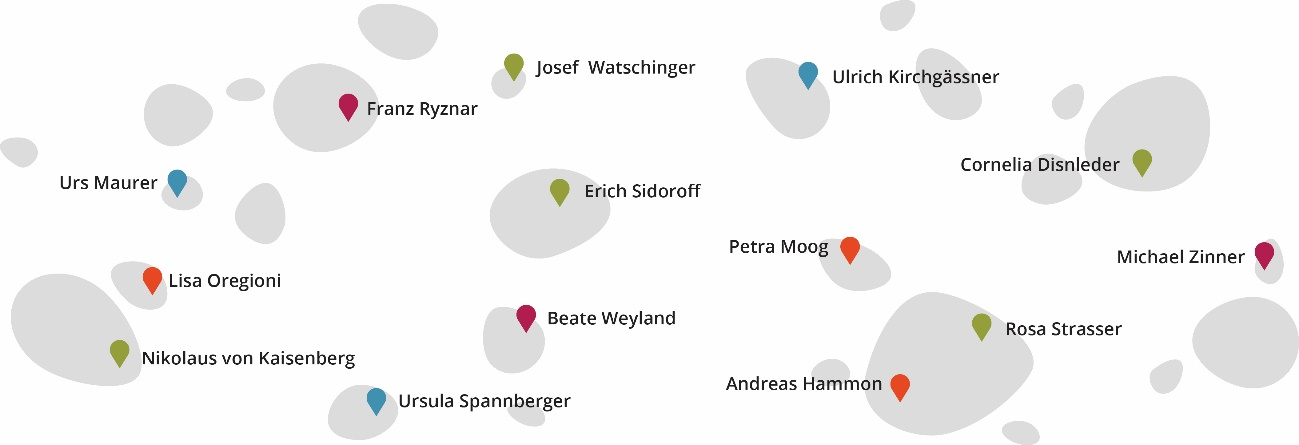 Josef Watschinger
Ulrich Kirchgässner
Franz Ryznar
Cornelia Disnleder
Urs Maurer
Erich Sidoroff
Petra Moog
Michael Zinner
Lisa Oregioni
Beate Weyland
Rosa Strasser
Nikolaus von Kaisenberg
Andreas Hammon
Ursula Spannberger